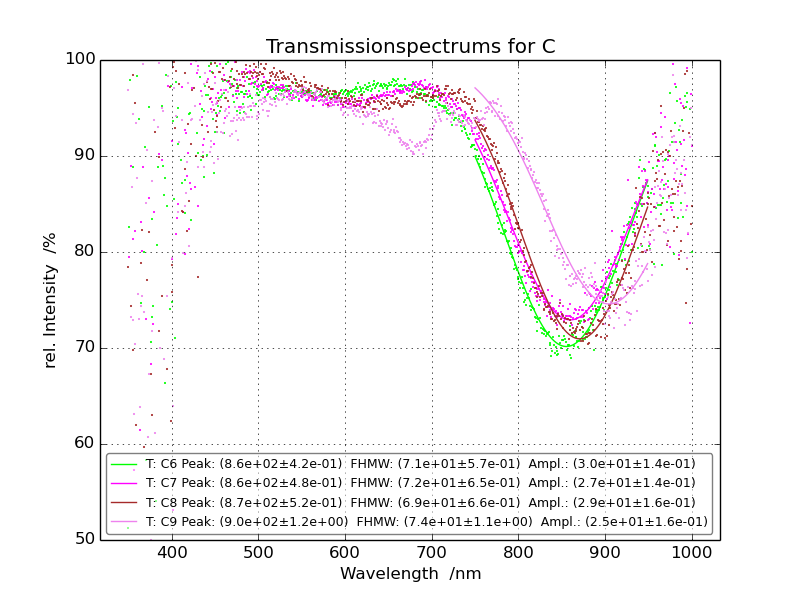 Transmissionspectrums for C
100
90
80
70
60
50
rel. Intensity /%
T: C6 Peak: (8.6e+02±4.2e-01) FHMW: (7.1e+01±5.7e-01) Ampl.: (3.0e+01±1.4e-01)
T: C7 Peak: (8.6e+02±4.8e-01) FHMW: (7.2e+01±6.5e-01) Ampl.: (2.7e+01±1.4e-01)
T: C8 Peak: (8.7e+02±5.2e-01) FHMW: (6.9e+01±6.6e-01) Ampl.: (2.9e+01±1.6e-01)
T: C9 Peak: (9.0e+02±1.2e+00) FHMW: (7.4e+01±1.1e+00) Ampl.: (2.5e+01±1.6e-01)
400 500 600 700 800 900 1000
Wavelength /nm